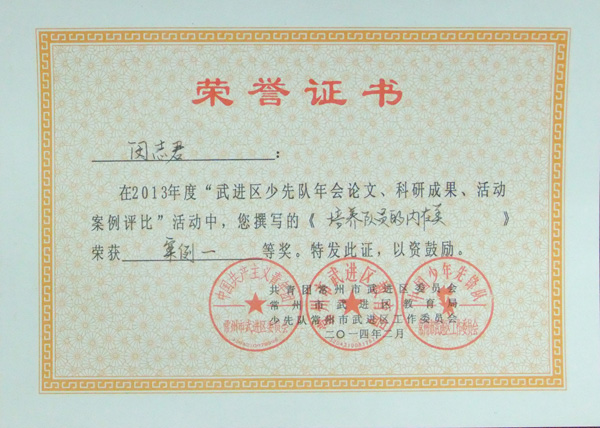 荣誉证书
闵志君：
在2013年度“武进区少先队年会论文、科研成果、活动
案例评比”活动中，您撰写的《 培养队员的内在美 》
荣获 案例一 等奖。特发此证，以资鼓励。
共青团常州市武进区委员会
常州市武进区教育局
少先队常州市武进区工作委员会
二〇一四年二月